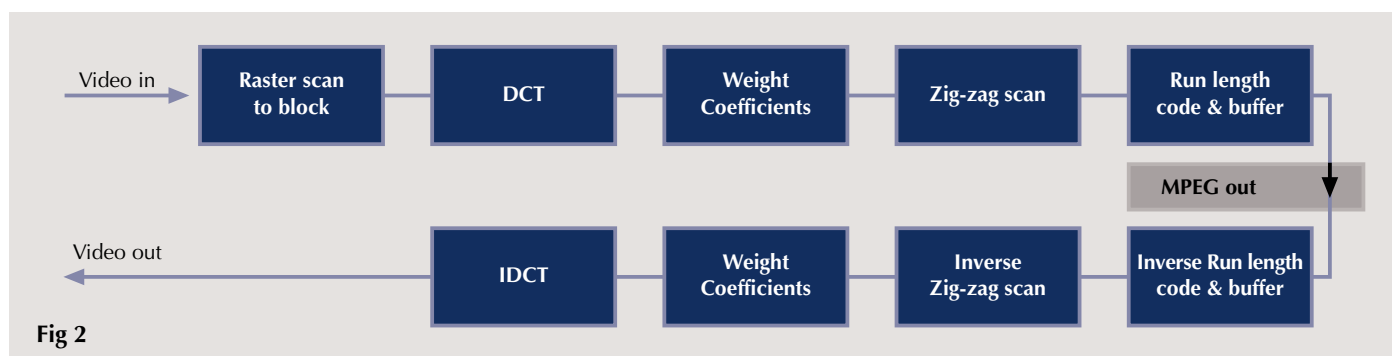 Video in
Raster scan
to block
DCT
Weight
Coefficients
Zig-zag scan
Run length
code & buffer
MPEG out
Video out
IDCT
Weight
Coefficients
Inverse
Zig-zag scan
Inverse Run length
code & buffer
Fig 2